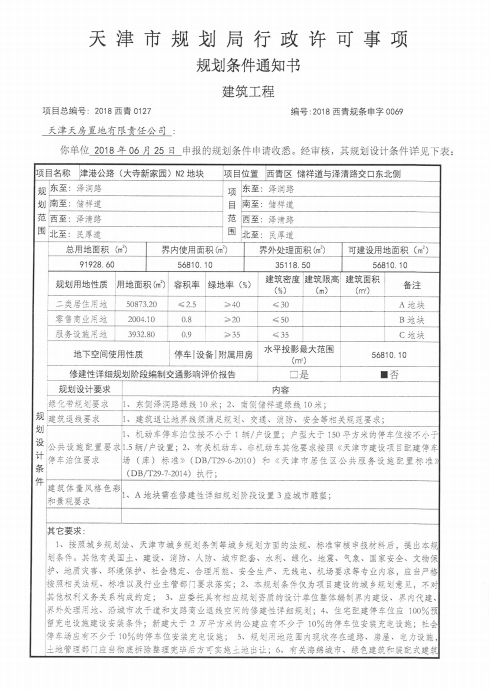 天津市规划局行政许可事项
规划条件通知书
建筑工程
项目总编号: 2018 西青 0127 编号:2018 西青规条申字 0069
天津天房置地有限责任公司:
你单位 2018 年 06 月 25 日 申报的规划条件申请收悉。经审核，其规划设计条件详见下表:
项目名称 津港公路（大寺新家园）N2 地块 项目位置 西青区 储祥道与泽清路交口东北侧
规划范围 东至: 泽润路 项目范围 东至: 泽润路
南至: 储祥道 南至: 储祥道
西至: 泽清路 西至: 泽清路
北至: 民厚道 北至: 民厚道
总用地面积（㎡） 界内使用面积(㎡) 界外处理面积(㎡) 可建设用地面积（㎡）
91928.60 56810.10 35118.50 56810.10
规划用地性质 用地面积(㎡) 容积率 绿地率（%） 建筑密度（%） 建筑限高（m） 建筑面积（㎡） 备注
二类居住用地 50873.20 ≤2.5 ≥40 ≤30 A 地块
零售商业用地 2004.10 0.8 ≥20 ≤50 B 地块
服务设施用地 3932.80 0.9 ≥35 ≤35 C 地块
地下空间使用性质 停车|设备|附属用房 水平投影最大范围（㎡） 56810.10
修建性详细规划阶段编制交通影响评价报告 □是 ■否
规划设计条件
规划设计要求 内容
绿化带规划要求 1、东侧泽润路绿线 10 米; 2、南侧储祥道绿线 10 米;
建筑退线要求 1、建筑退让地界线须满足规划、交通、消防、安全等相关规范要求;
公共设施配置要求停车泊位要求 1、机动车停车泊位按不小于 1 辆/户设置; 户型大于 150 平方米的停车位按不小于
1.5 辆/户设置; 2、有关机动车、非机动车其他要求按照《天津市建设项目配建停车
场（库）标准》（DB/T29-6-2010）和《天津市居住区公共服务设施配置标准》
（DB/T29-7-2014）执行;
建筑体量风格色彩和景观要求 1、A 地块需在修建性详细规划阶段设置 3 座城市雕塑;
其它要求:
1、按照城乡规划法、天津市城乡规划条例等城乡规划方面的法规、标准审核申报材料后，提出本规
划条件。其他有关国土、建设、消防、人防、城市配套、水利、绿化、地震、气象、国家安全、文物保
护、地质灾害、环境保护、社会稳定、合理用能、安全生产、无线电、机场要求等专业内容，应当严格
按照相关法规、标准以及行业主管部门要求落实; 2、本规划条件仅为项目建设的城乡规划意见，不对
其他权利义务关系构成约定; 3、应委托具有相应规划资质的设计单位整体编制界内建设、界内代建、
界外处理用地、沿城市次干道和支路商业退线空间的修建性详细规划; 4、住宅配建停车位应 100%预
留充电设施建设安装条件; 新建大于 2 万平方米的公建应有不少于 10%的停车位安装充电设施; 社会
停车场应有不少于 10%的停车位安装充电设施; 5、规划用地范围内现状存在道路、房屋、电力设施，
土地管理部门应当彻底拆除整理完毕后方可实施土地出让; 6、有关海绵城市、绿色建筑和装配式建筑